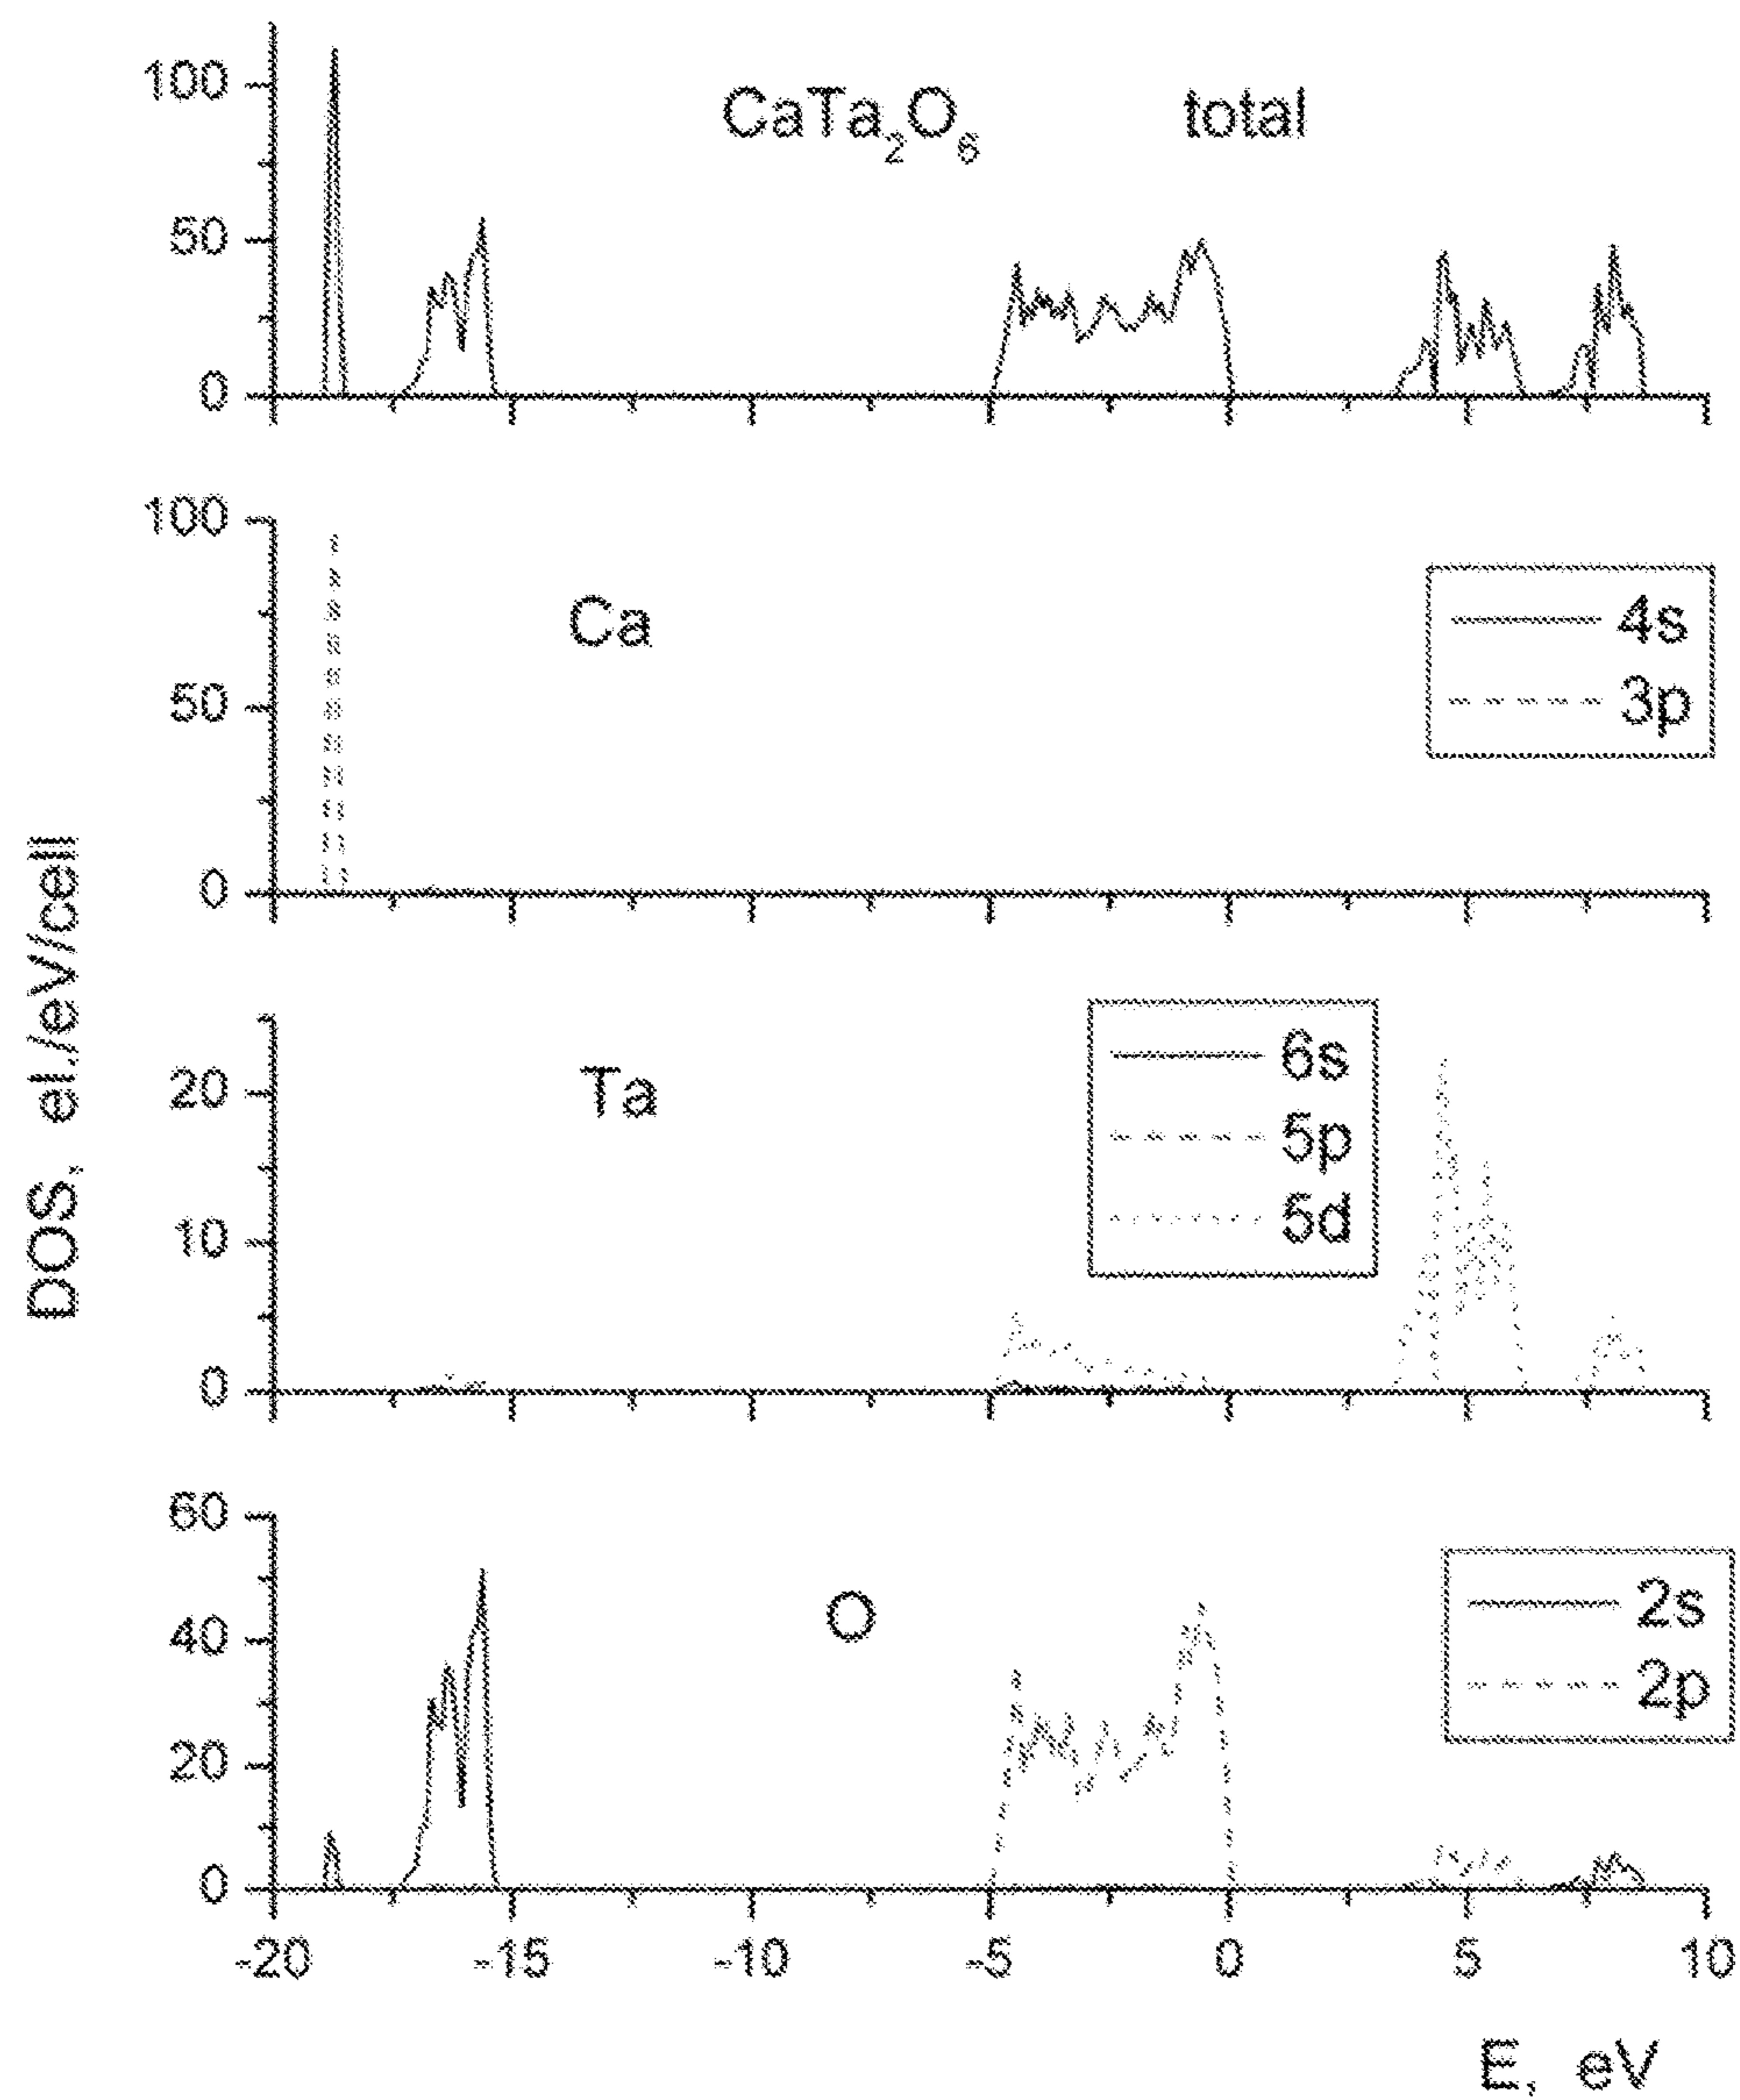 CaTa₂O₆ total
100
50
0
Ca
4s
3p
100
50
0
Ta
6s
5p
5d
20
10
0
O
2s
2p
60
40
20
0
-20 -15 -10 -5 0 5 10
E, eV
DOS, el./eV/cell